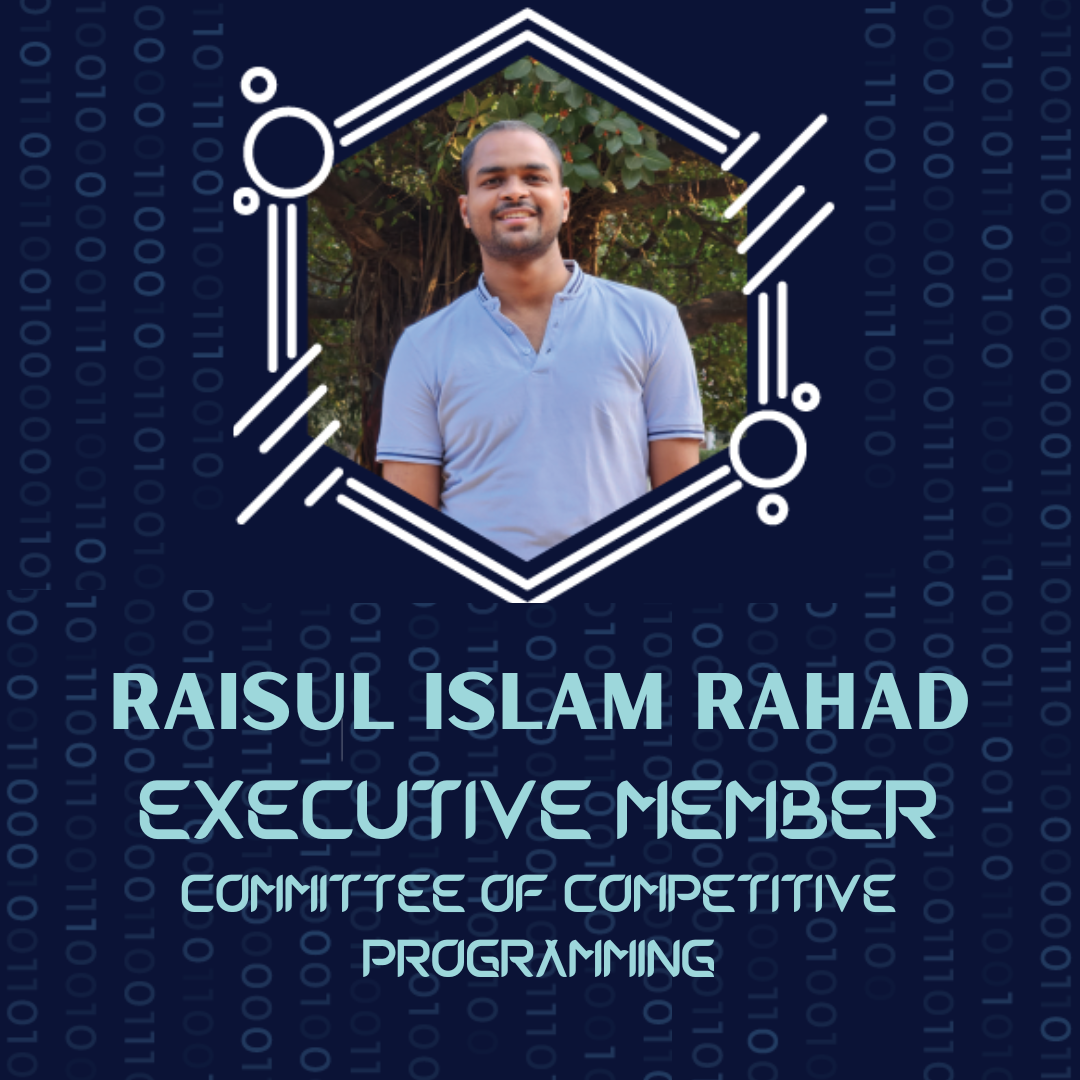 RAISUL ISLAM RAHAD
EXECUTIVE MEMBER
COMMITTEE OF COMPETITIVE
PROGRAMMING